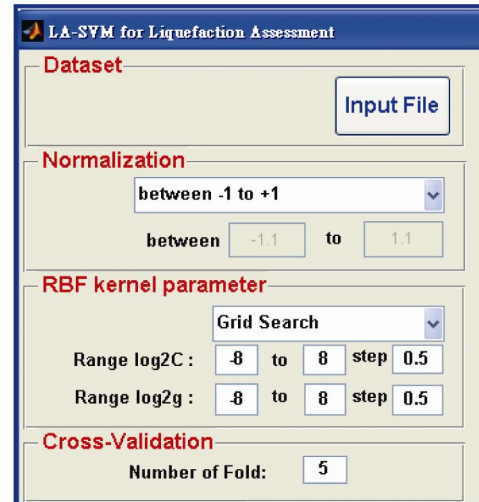 LA-SVM for Liquefaction Assessment
Dataset
Input File
Normalization
between -1 to +1
between -1.1 to 1.1
RBF kernel parameter
Grid Search
Range log2C : -8 to 8 step 0.5
Range log2g : -8 to 8 step 0.5
Cross-Validation
Number of Fold: 5